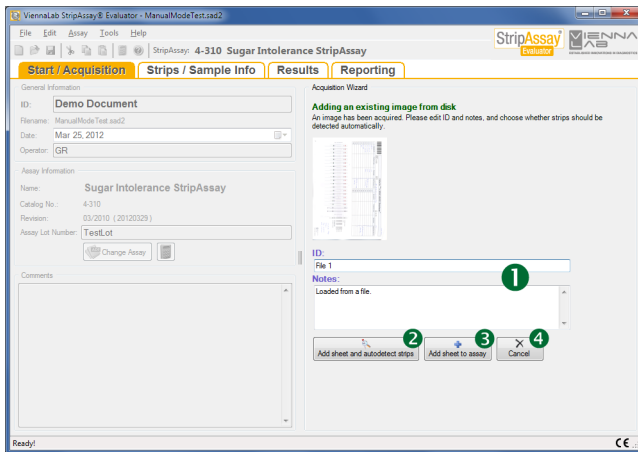 ViennaLab StripAssay® Evaluator - ManualModeTest.sad2
File Edit Assay Tools Help
StripAssay: 4-310 Sugar Intolerance StripAssay
StripAssay®
Evaluator
VIENNA
LAB
Start / Acquisition Strips / Sample Info Results Reporting
General Information
ID: Demo Document
Filename: ManualModeTest.sad2
Date: Mar 25, 2012
Operator: GR
Assay Information
Name: Sugar Intolerance StripAssay
Catalog No.: 4-310
Revision: 03/2010 ( 20120329 )
Assay Lot Number: TestLot
Change Assay
Comments
Acquisition Wizard
Adding an existing image from disk
An image has been acquired. Please edit ID and notes, and choose whether strips should be
detected automatically.
ID:
File 1
1
Notes:
Loaded from a file.
2 3 4
Add sheet and autodetect strips Add sheet to assay Cancel
Ready!
CE